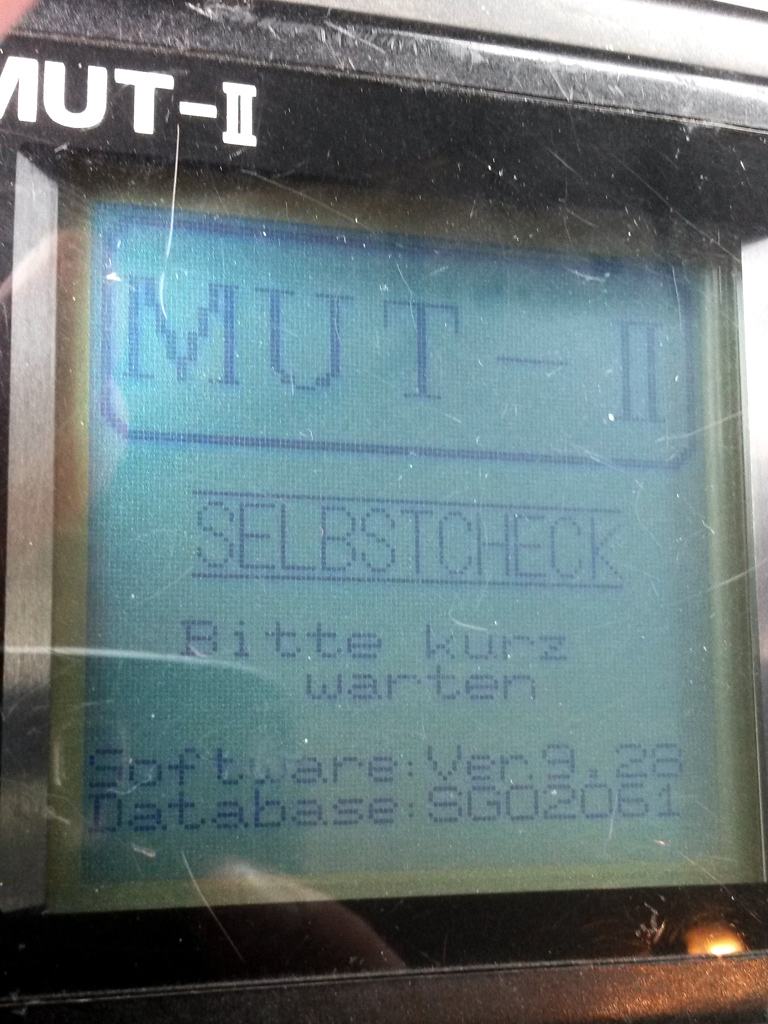 MUT-II
MUT-II
SELBSTCHECK
Bitte kurz
warten
Software:Ver.9.28
Database:SG02061